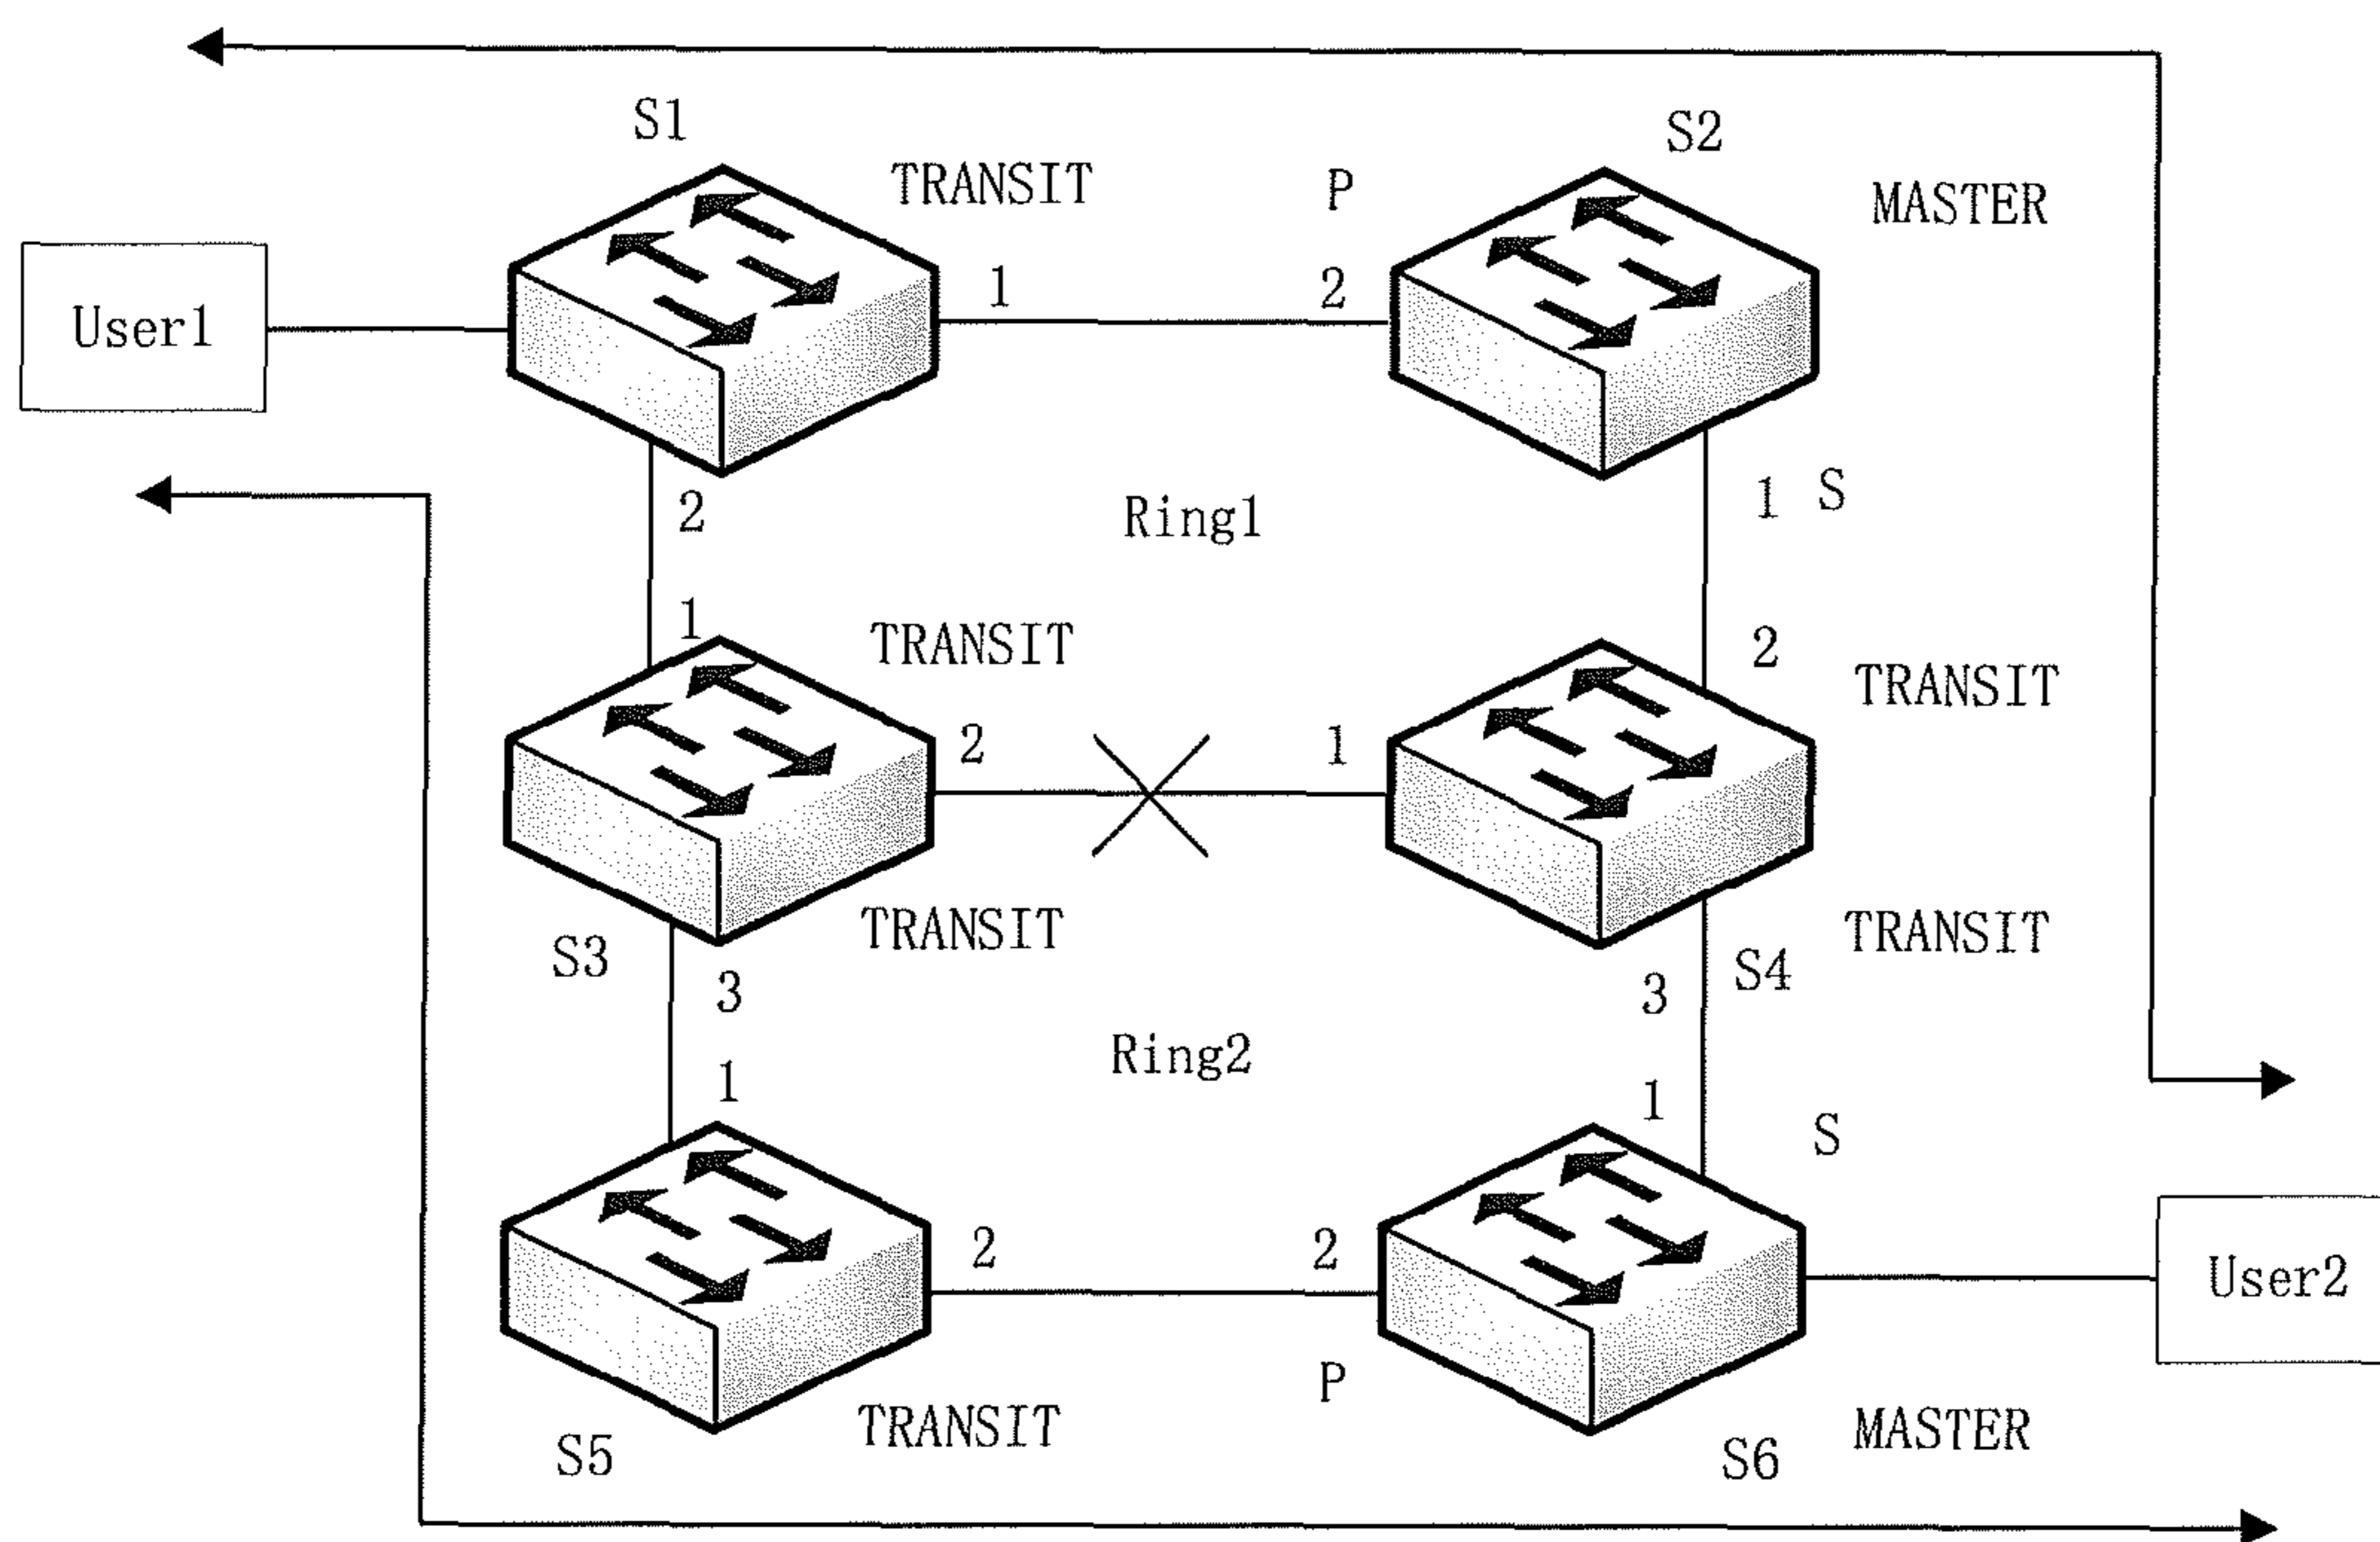 S1
S2
TRANSIT
P
MASTER
User1
1
2
2
Ring1
1
S
1
TRANSIT
2
TRANSIT
2
1
TRANSIT
TRANSIT
S3
S4
3
3
Ring2
1
1
S
2
2
User2
P
TRANSIT
MASTER
S5
S6